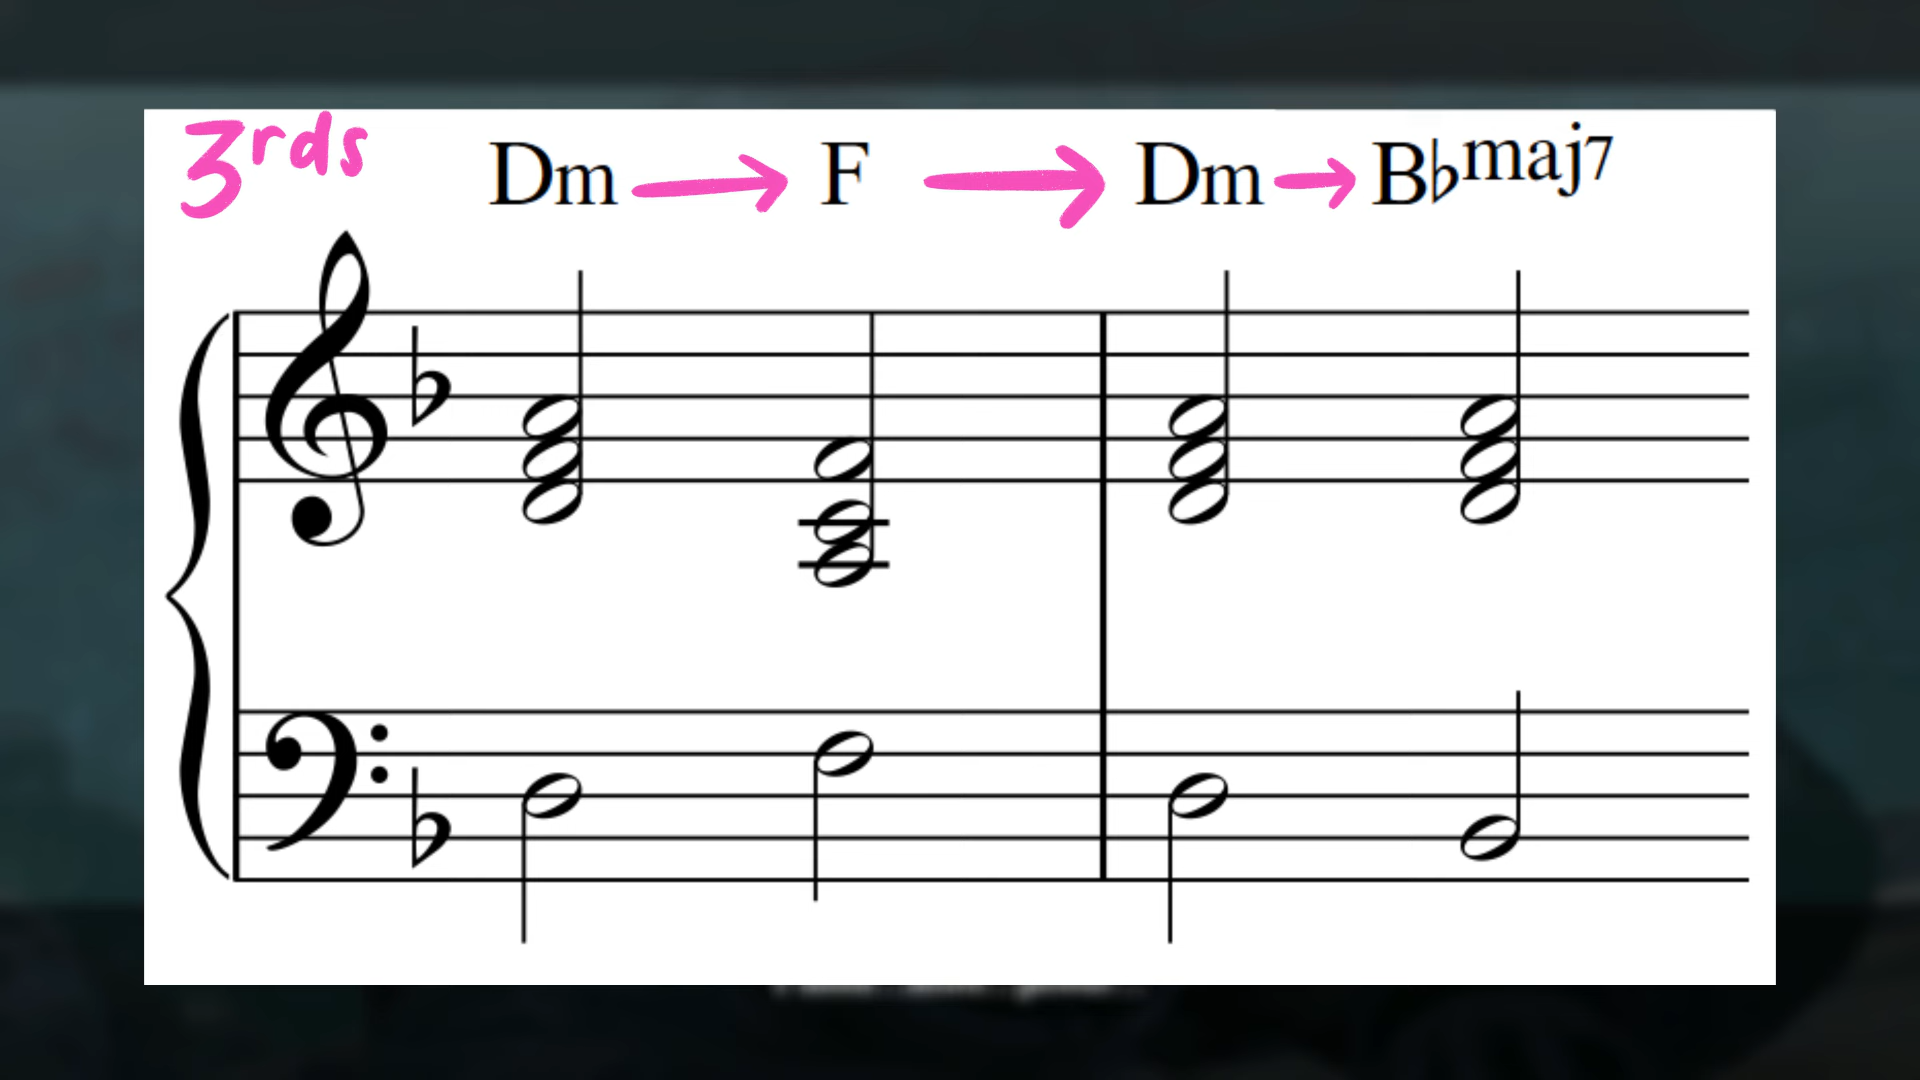 3rds Dm → F → Dm → B♭maj7